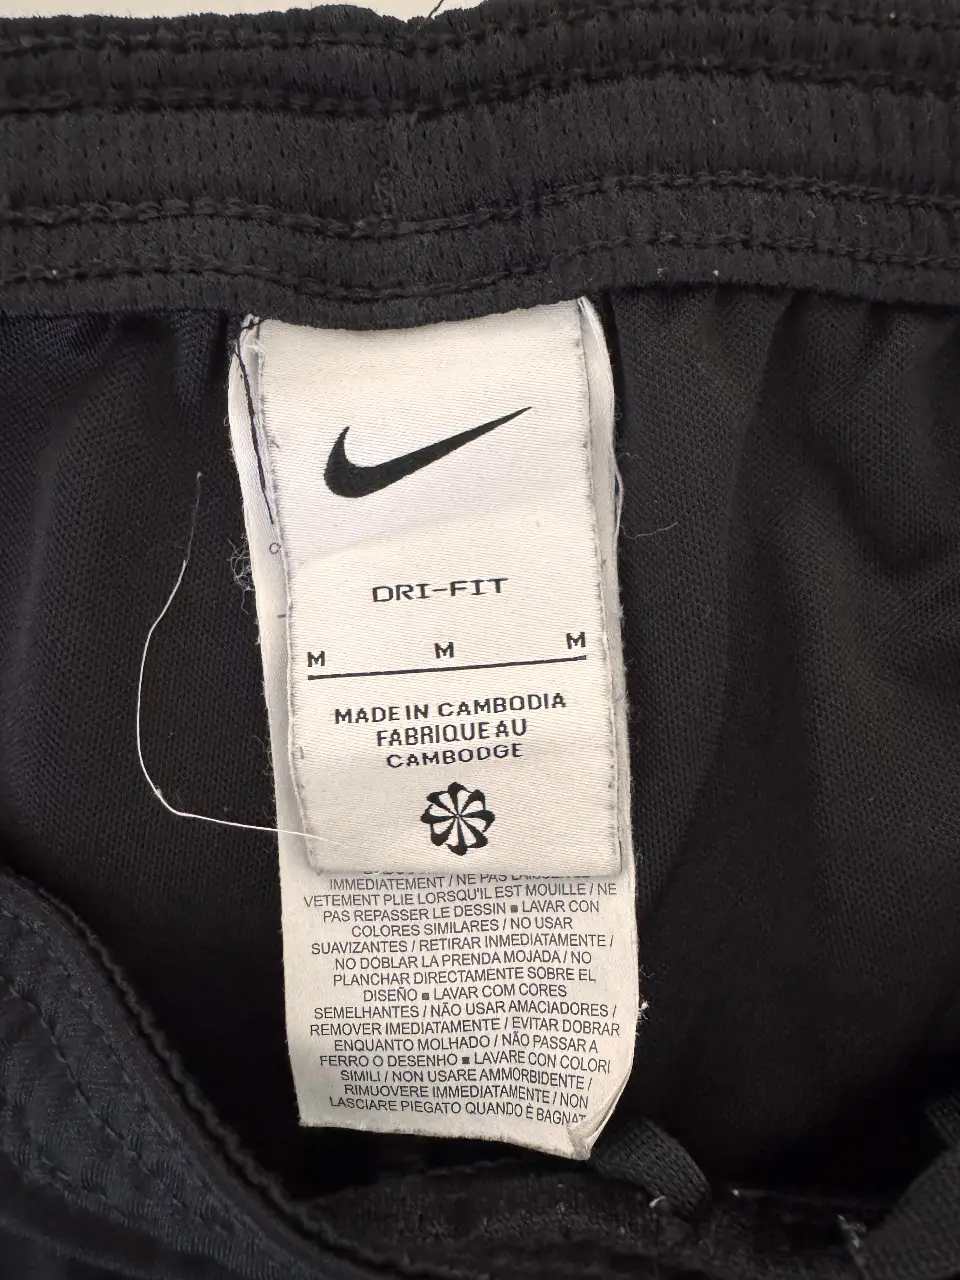 DRI-FIT
M M M
MADE IN CAMBODIA
FABRIQUE AU
CAMBODGE
IMMEDIATEMENT / NE PAS LAISSER LE
VETEMENT PLIE LORSQU'IL EST MOUILLE / NE
PAS REPASSER LE DESSIN ■ LAVAR CON
COLORES SIMILARES / NO USAR
SUAVIZANTES / RETIRAR INMEDIATAMENTE /
NO DOBLAR LA PRENDA MOJADA / NO
PLANCHAR DIRECTAMENTE SOBRE EL
DISEÑO ■ LAVAR COM CORES
SEMELHANTES / NÃO USAR AMACIADORES /
REMOVER IMEDIATAMENTE / EVITAR DOBRAR
ENQUANTO MOLHADO / NÃO PASSAR A
FERRO O DESENHO ■ LAVARE CON COLORI
SIMILI / NON USARE AMMORBIDENTE /
RIMUOVERE IMMEDIATAMENTE / NON
LASCIARE PIEGATO QUANDO È BAGNAT